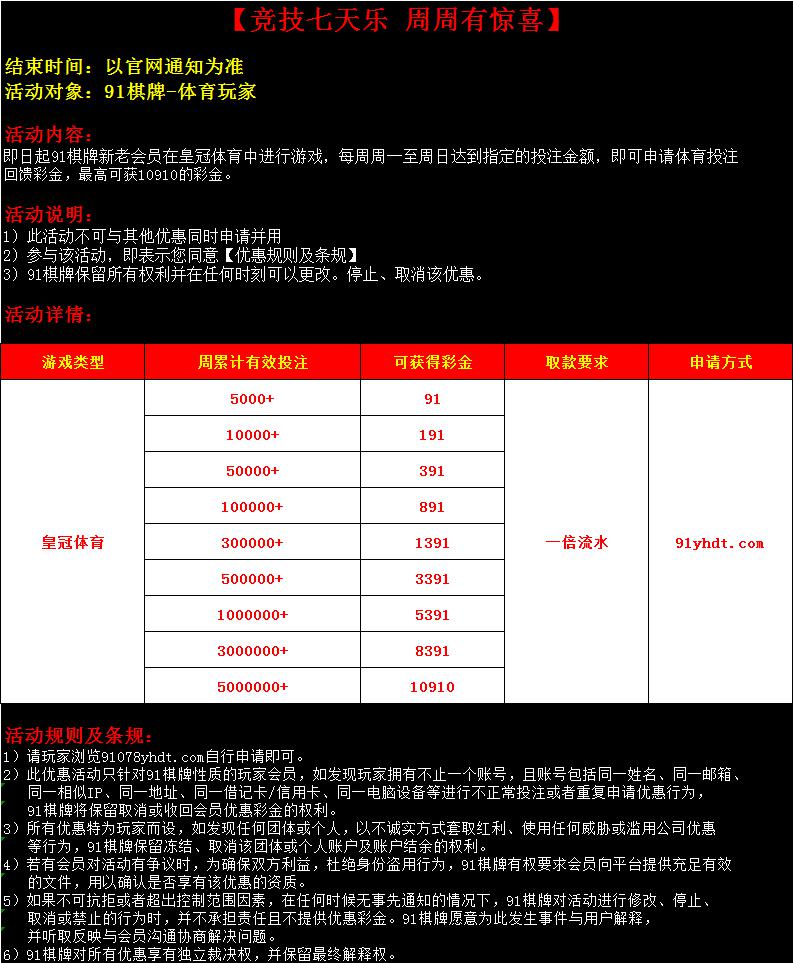 【竞技七天乐 周周有惊喜】
结束时间：以官网通知为准
活动对象：91棋牌-体育玩家
活动内容：
即日起91棋牌新老会员在皇冠体育中进行游戏，每周周一至周日达到指定的投注金额，即可申请体育投注
回馈彩金，最高可获10910的彩金。
活动说明：
1）此活动不可与其他优惠同时申请并用
2）参与该活动，即表示您同意【优惠规则及条规】
3）91棋牌保留所有权利并在任何时刻可以更改。停止、取消该优惠。
活动详情：
游戏类型 周累计有效投注 可获得彩金 取款要求 申请方式
5000+ 91
10000+ 191
50000+ 391
100000+ 891
皇冠体育 300000+ 1391 一倍流水 91yhdt.com
500000+ 3391
1000000+ 5391
3000000+ 8391
5000000+ 10910
活动规则及条规：
1）请玩家浏览91078yhdt.com自行申请即可。
2）此优惠活动只针对91棋牌性质的玩家会员，如发现玩家拥有不止一个账号，且账号包括同一姓名、同一邮箱、
同一相似IP、同一地址、同一借记卡/信用卡、同一电脑设备等进行不正常投注或者重复申请优惠行为，
91棋牌将保留取消或收回会员优惠彩金的权利。
3）所有优惠特为玩家而设，如发现任何团体或个人，以不诚实方式套取红利、使用任何威胁或滥用公司优惠
等行为，91棋牌保留冻结、取消该团体或个人账户及账户结余的权利。
4）若有会员对活动有争议时，为确保双方利益，杜绝身份盗用行为，91棋牌有权要求会员向平台提供充足有效
的文件，用以确认是否享有该优惠的资质。
5）如果不可抗拒或者超出控制范围因素，在任何时候无事先通知的情况下，91棋牌对活动进行修改、停止、
取消或禁止的行为时，并不承担责任且不提供优惠彩金。91棋牌愿意为此发生事件与用户解释，
并听取反映与会员沟通协商解决问题。
6）91棋牌对所有优惠享有独立裁决权，并保留最终解释权。